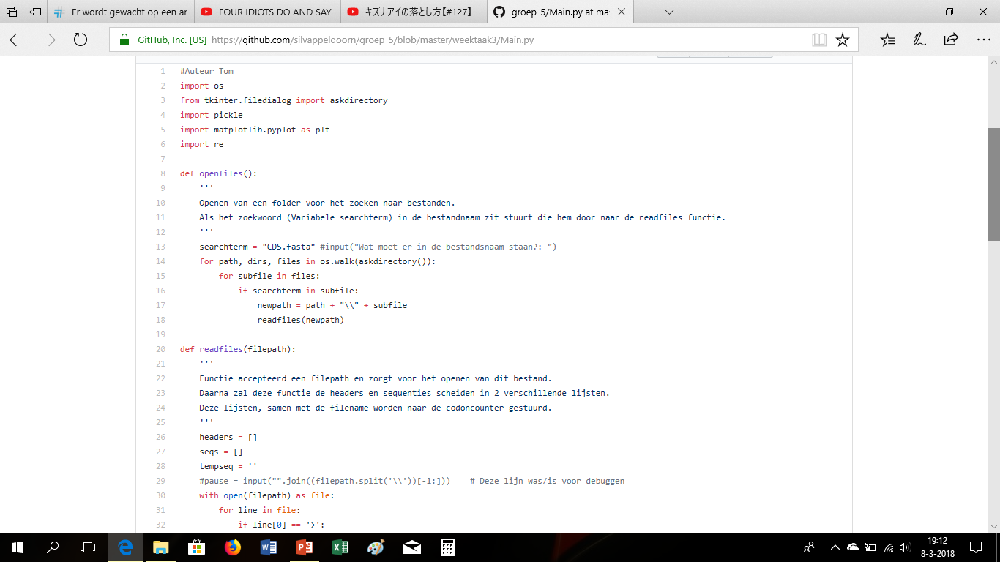 Er wordt gewacht op een ar
FOUR IDIOTS DO AND SAY
キズナアイの落とし方【#127】 -
groep-5/Main.py at mas
GitHub, Inc. [US] https://github.com/silvappeldoorn/groep-5/blob/master/weektaak3/Main.py
1 #Auteur Tom
2 import os
3 from tkinter.filedialog import askdirectory
4 import pickle
5 import matplotlib.pyplot as plt
6 import re
7
8 def openfiles():
9 '''
10 Openen van een folder voor het zoeken naar bestanden.
11 Als het zoekwoord (Variabele searchterm) in de bestandnaam zit stuurt die hem door naar de readfiles functie.
12 '''
13 searchterm = "CDS.fasta" #input("Wat moet er in de bestandsnaam staan?: ")
14 for path, dirs, files in os.walk(askdirectory()):
15 for subfile in files:
16 if searchterm in subfile:
17 newpath = path + "\\" + subfile
18 readfiles(newpath)
19
20 def readfiles(filepath):
21 '''
22 Functie accepteerd een filepath en zorgt voor het openen van dit bestand.
23 Daarna zal deze functie de headers en sequenties scheiden in 2 verschillende lijsten.
24 Deze lijsten, samen met de filename worden naar de codoncounter gestuurd.
25 '''
26 headers = []
27 seqs = []
28 tempseq = ''
29 #pause = input("".join((filepath.split('\\'))[-1:])) # Deze lijn was/is voor debuggen
30 with open(filepath) as file:
31 for line in file:
32 if line[0] == '>':
19:12
8-3-2018